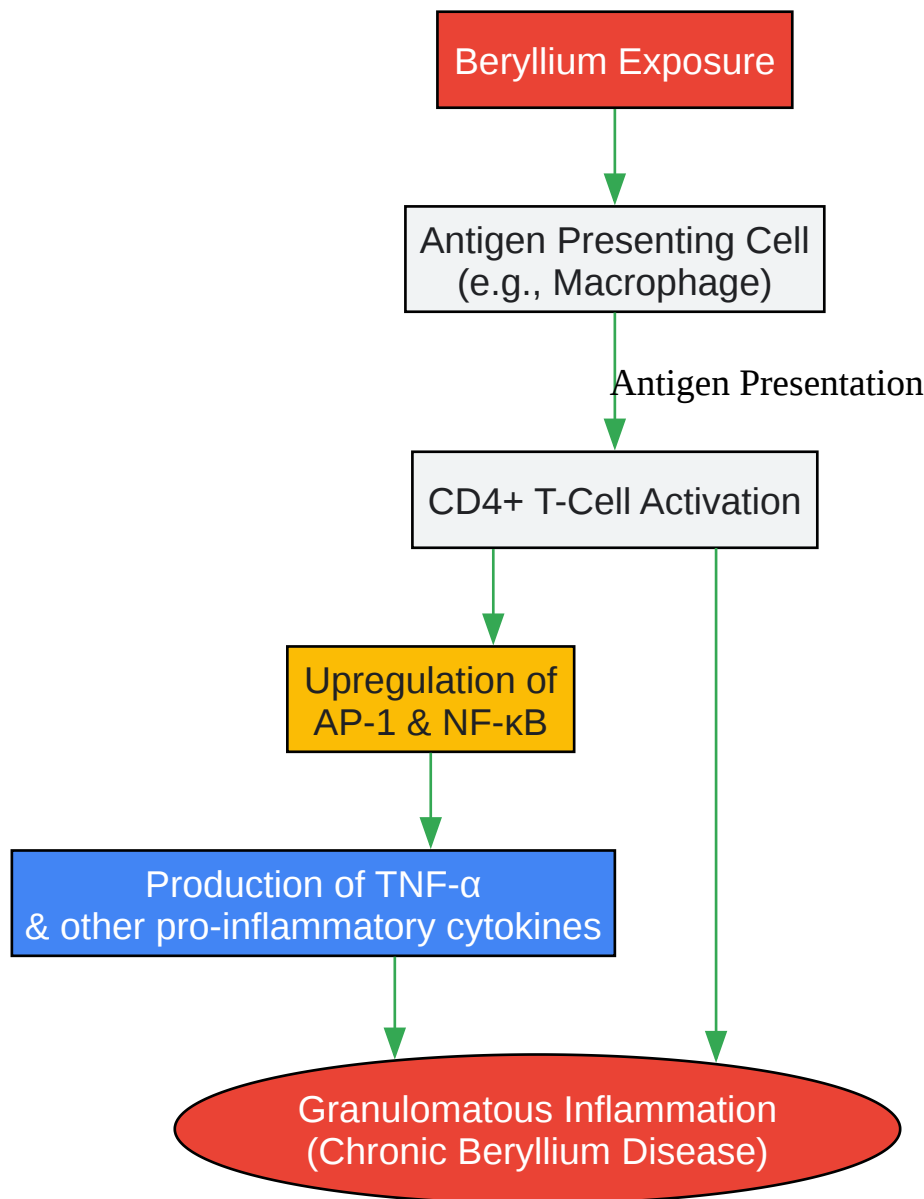 Beryllium Exposure
Antigen Presenting Cell
(e.g., Macrophage)
Antigen Presentation
CD4+ T-Cell Activation
Upregulation of
AP-1 & NF-κB
Production of TNF-α
& other pro-inflammatory cytokines
Granulomatous Inflammation
(Chronic Beryllium Disease)